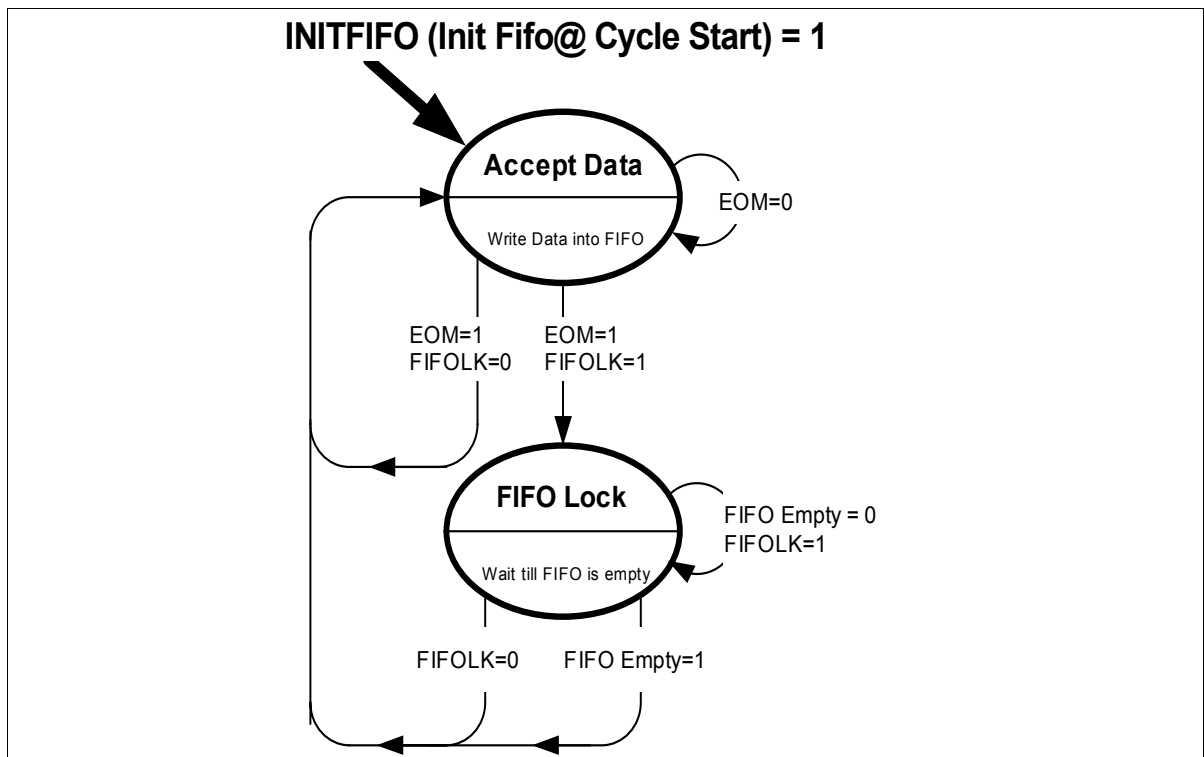 INITFIFO (Init Fifo@ Cycle Start) = 1
Accept Data
EOM=0
Write Data into FIFO
EOM=1
FIFOLK=0
EOM=1
FIFOLK=1
FIFO Lock
FIFO Empty = 0
FIFOLK=1
Wait till FIFO is empty
FIFOLK=0
FIFO Empty=1